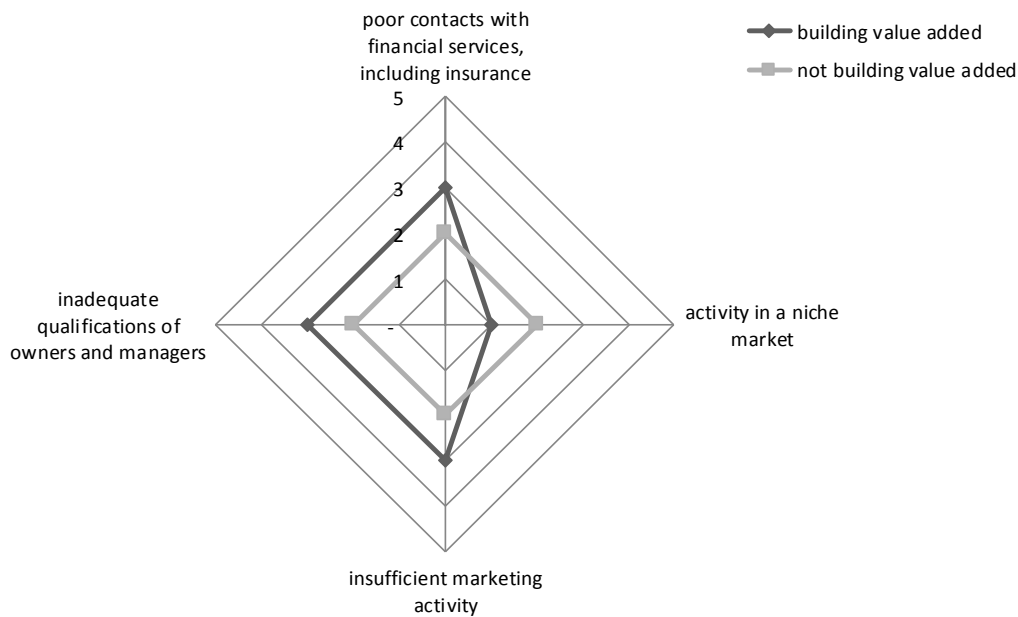 poor contacts with
financial services,
including insurance
building value added
not building value added
5
4
3
2
1
-
inadequate
qualifications of
owners and managers
activity in a niche
market
insufficient marketing
activity